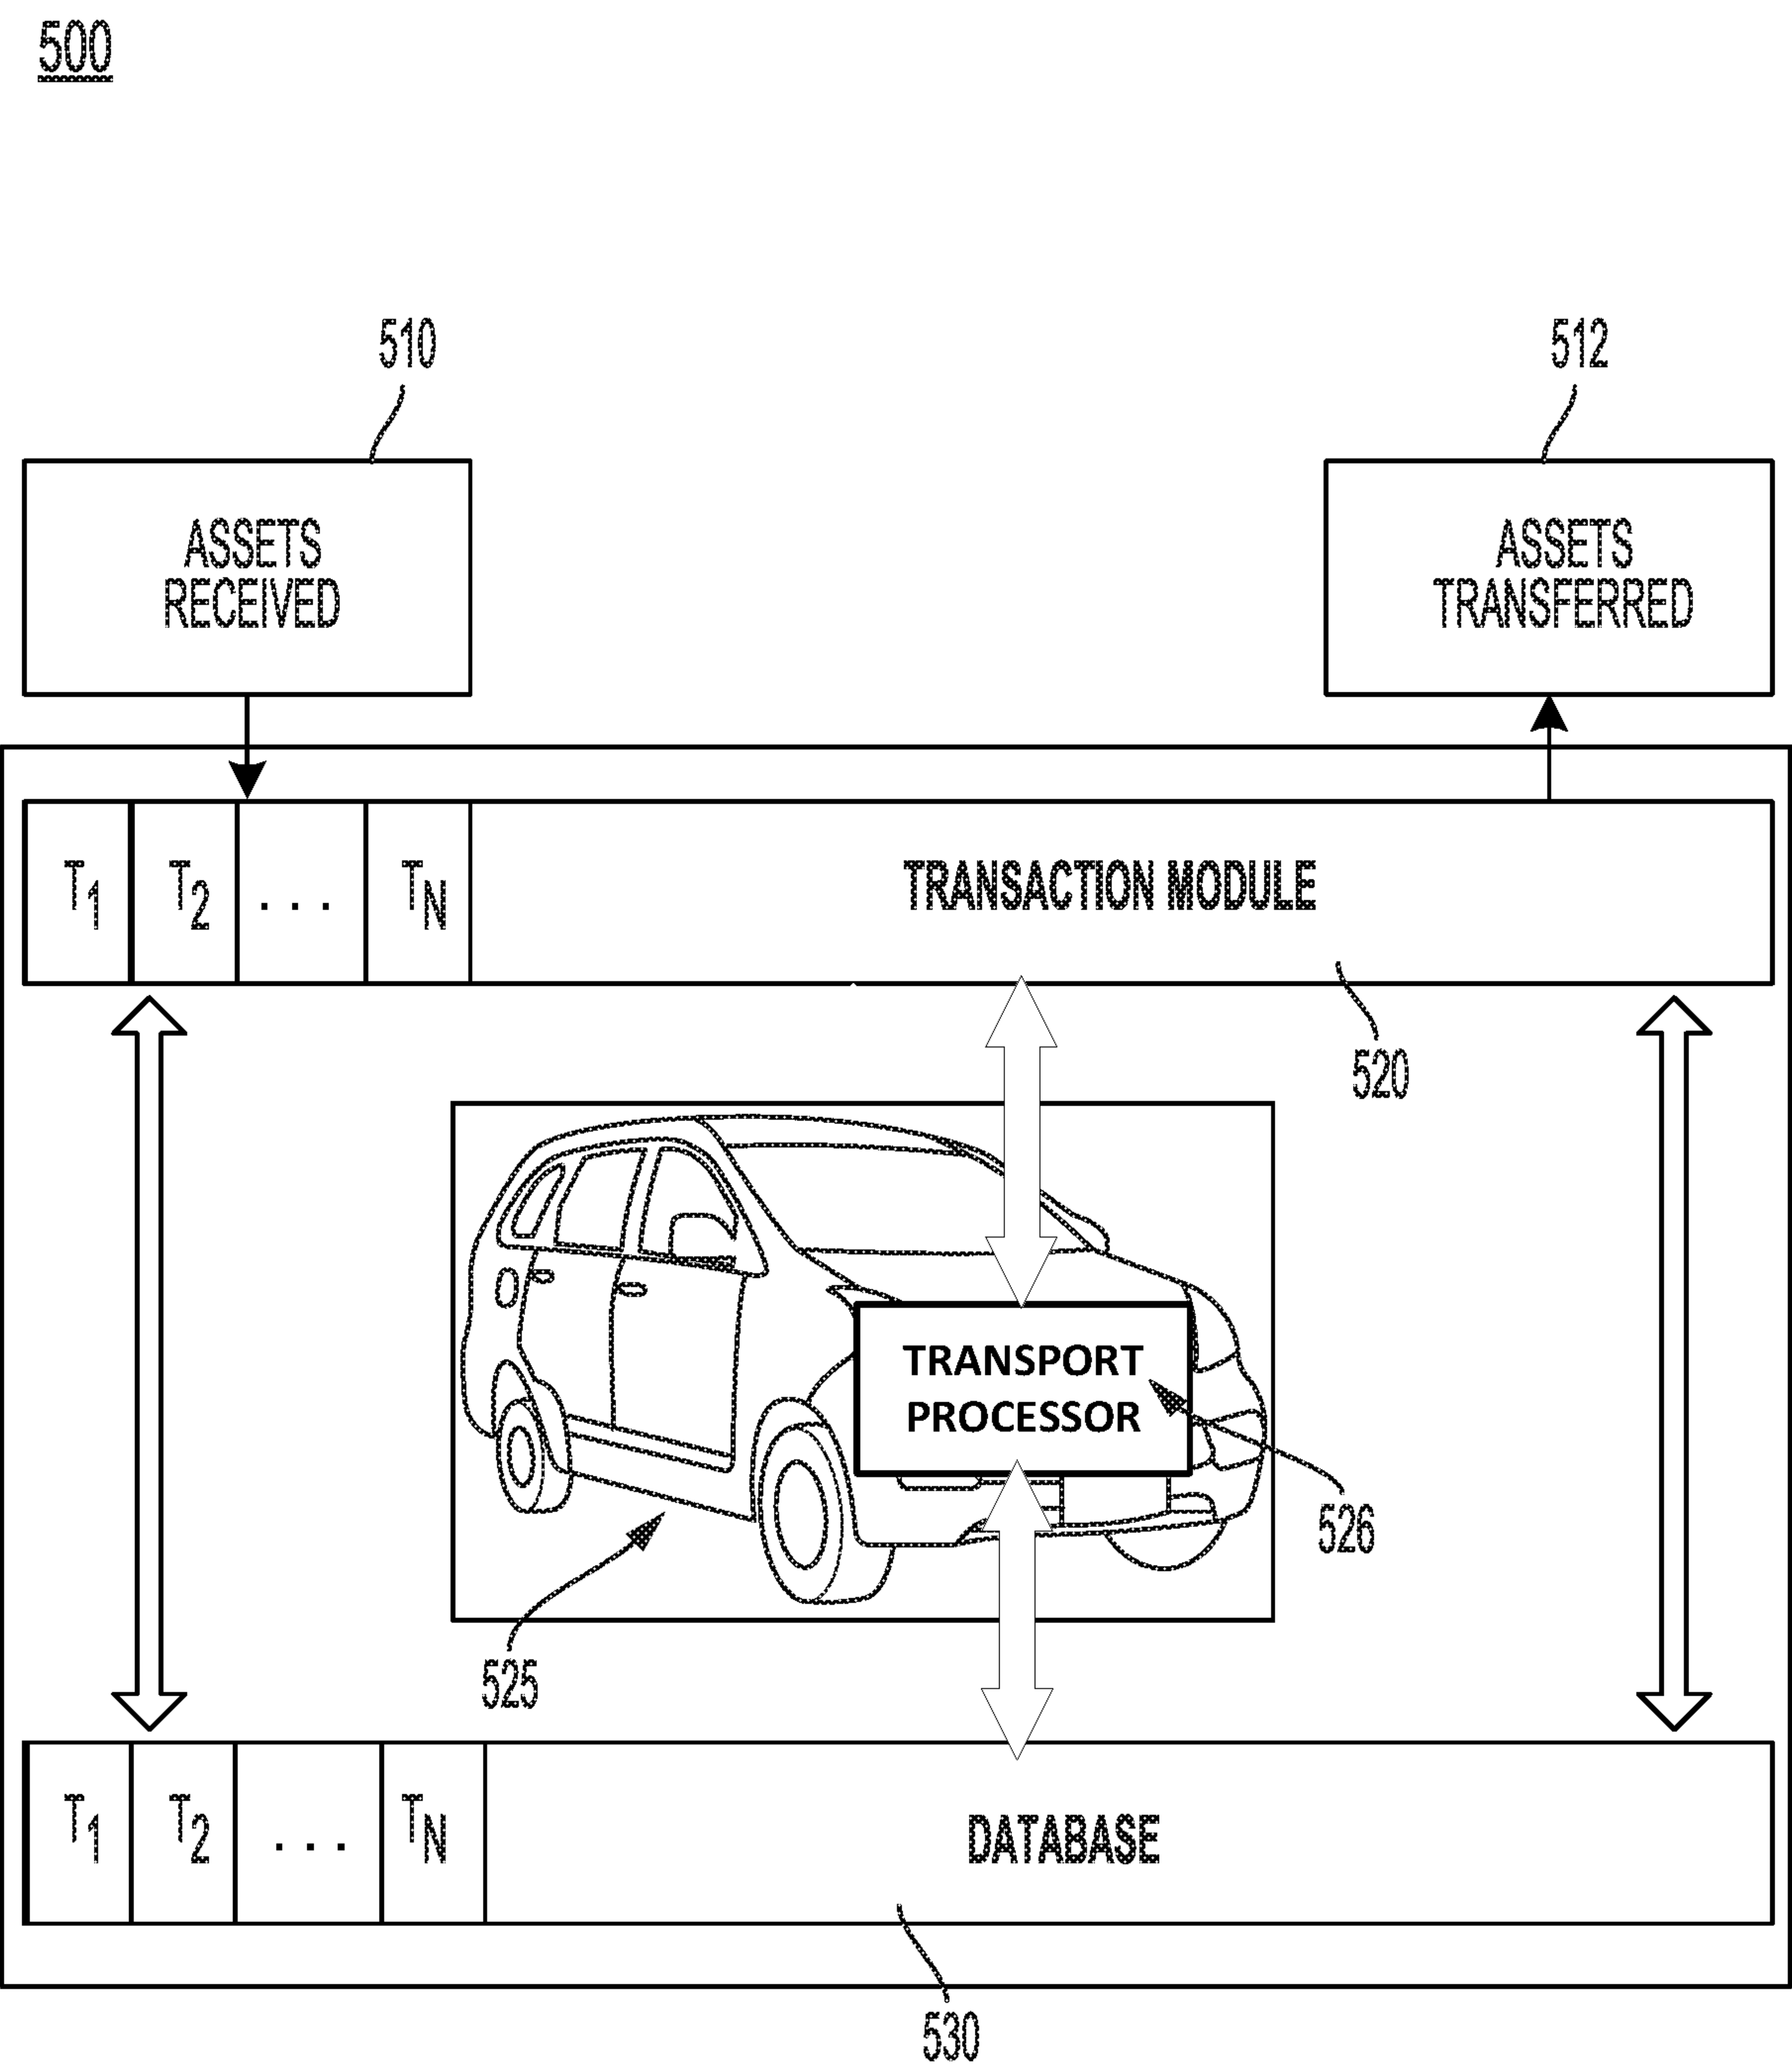 500
510
512
ASSETS
RECEIVED
ASSETS
TRANSFERRED
T1 T2 ... TN TRANSACTION MODULE
520
TRANSPORT
PROCESSOR
526
525
T1 T2 ... TN DATABASE
530